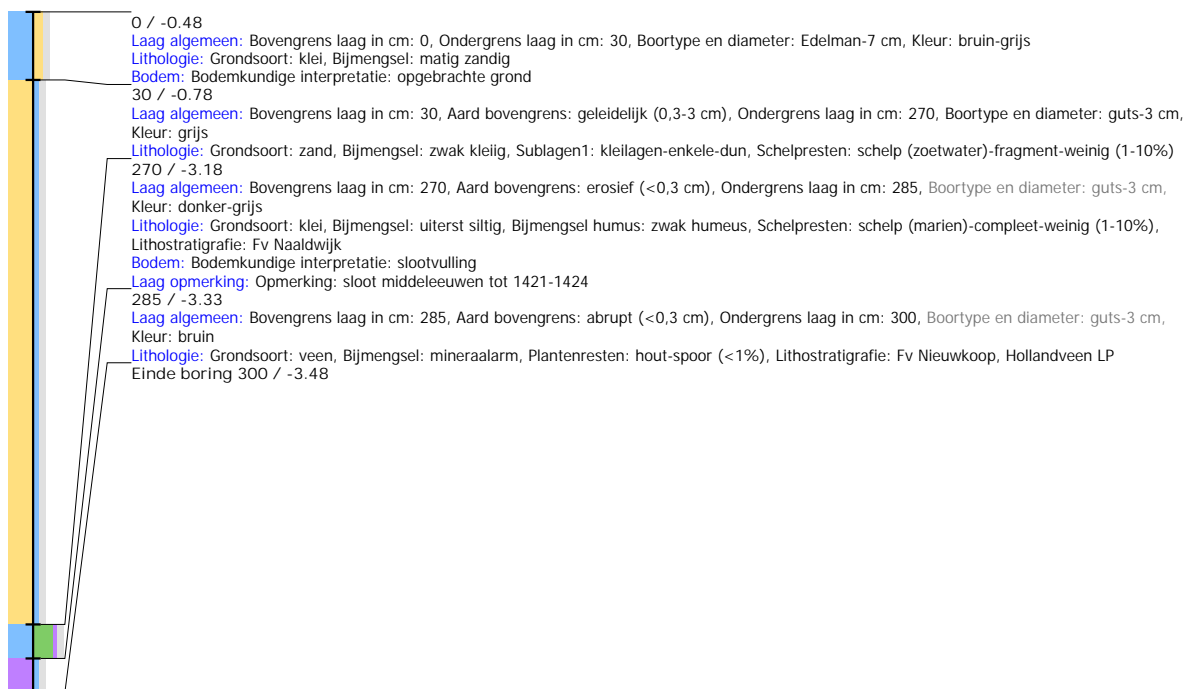 0 / -0.48
Laag algemeen: Bovengrens laag in cm: 0, Ondergrens laag in cm: 30, Boortype en diameter: Edelman-7 cm, Kleur: bruin-grijs
Lithologie: Grondsoort: klei, Bijmengsel: matig zandig
Bodem: Bodemkundige interpretatie: opgebrachte grond
30 / -0.78
Laag algemeen: Bovengrens laag in cm: 30, Aard bovengrens: geleidelijk (0,3-3 cm), Ondergrens laag in cm: 270, Boortype en diameter: guts-3 cm,
Kleur: grijs
Lithologie: Grondsoort: zand, Bijmengsel: zwak kleiig, Sublagen1: kleilagen-enkele-dun, Schelpresten: schelp (zoetwater)-fragment-weinig (1-10%)
270 / -3.18
Laag algemeen: Bovengrens laag in cm: 270, Aard bovengrens: erosief (<0,3 cm), Ondergrens laag in cm: 285, Boortype en diameter: guts-3 cm,
Kleur: donker-grijs
Lithologie: Grondsoort: klei, Bijmengsel: uiterst siltig, Bijmengsel humus: zwak humeus, Schelpresten: schelp (marien)-compleet-weinig (1-10%),
Lithostratigrafie: Fv Naaldwijk
Bodem: Bodemkundige interpretatie: slootvulling
Laag opmerking: Opmerking: sloot middeleeuwen tot 1421-1424
285 / -3.33
Laag algemeen: Bovengrens laag in cm: 285, Aard bovengrens: abrupt (<0,3 cm), Ondergrens laag in cm: 300, Boortype en diameter: guts-3 cm,
Kleur: bruin
Lithologie: Grondsoort: veen, Bijmengsel: mineraalarm, Plantenresten: hout-spoor (<1%), Lithostratigrafie: Fv Nieuwkoop, Hollandveen LP
Einde boring 300 / -3.48